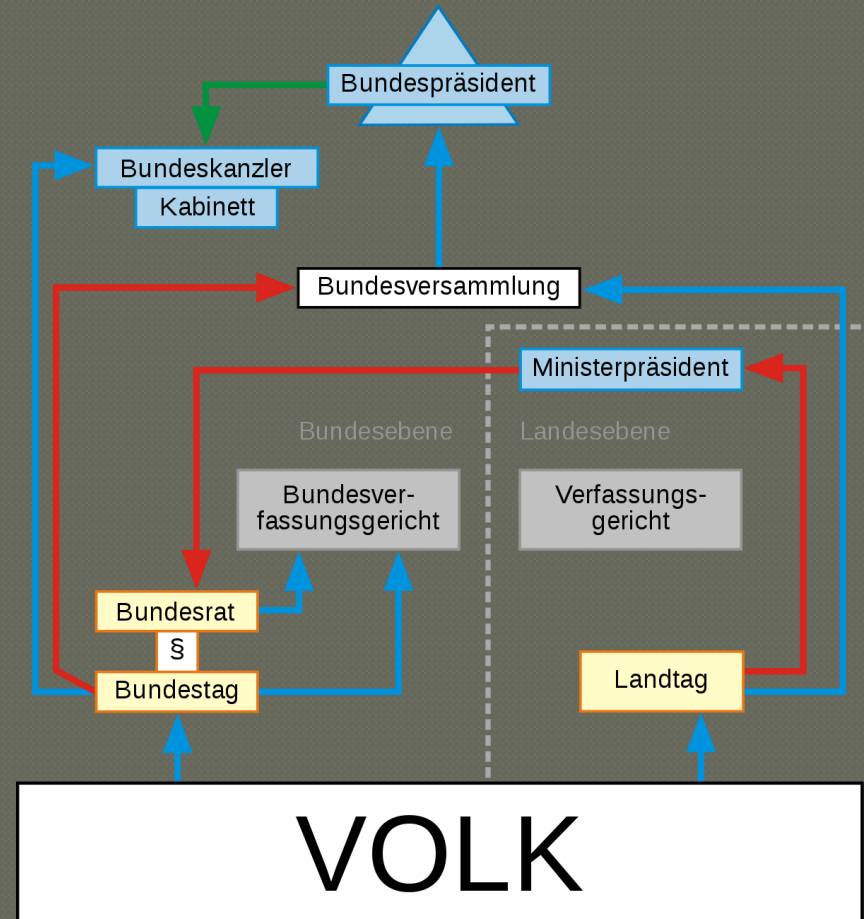 Bundespräsident
Bundeskanzler
Kabinett
Bundesversammlung
Ministerpräsident
Bundesebene
Landesebene
Bundesver-
fassungsgericht
Verfassungs-
gericht
Bundesrat
§
Bundestag
Landtag
VOLK